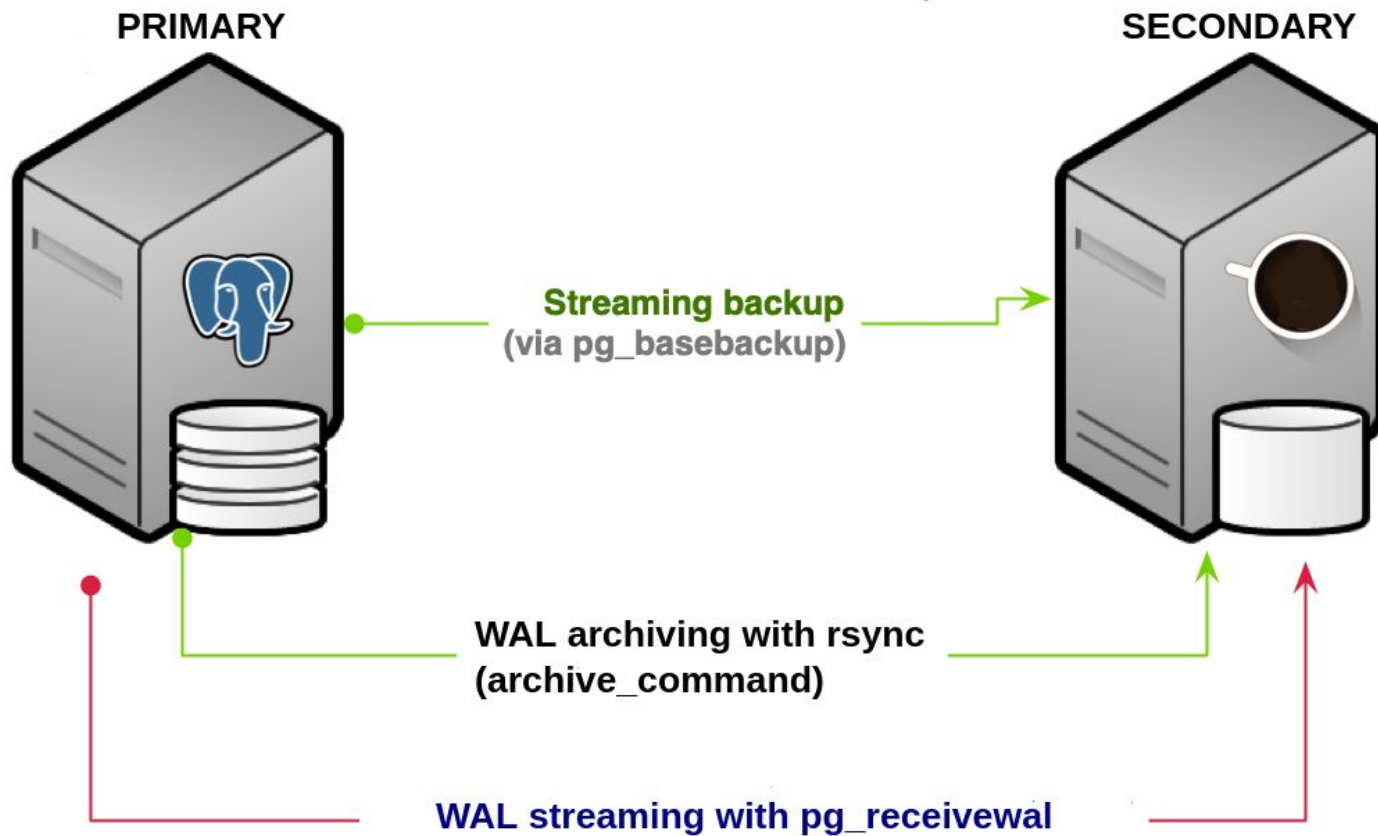 PRIMARY
SECONDARY
Streaming backup
(via pg_basebackup)
WAL archiving with rsync
(archive_command)
WAL streaming with pg_receivewal